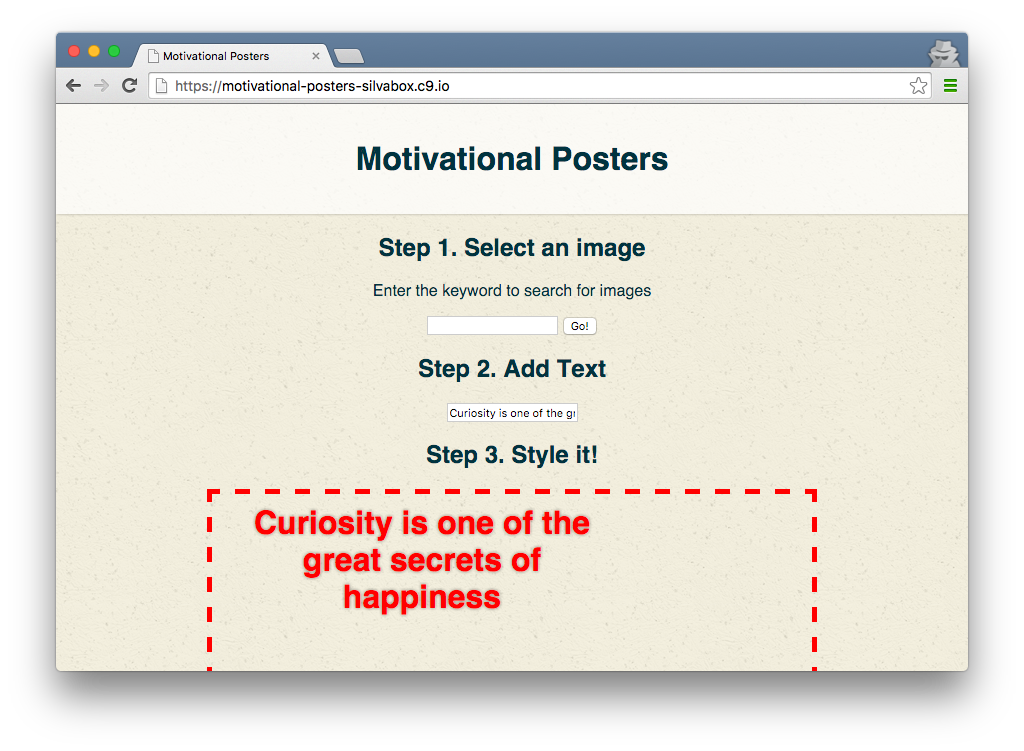 Motivational Posters
https://motivational-posters-silvabox.c9.io
Motivational Posters
Step 1. Select an image
Enter the keyword to search for images
Go!
Step 2. Add Text
Curiosity is one of the gr
Step 3. Style it!
Curiosity is one of the
great secrets of
happiness